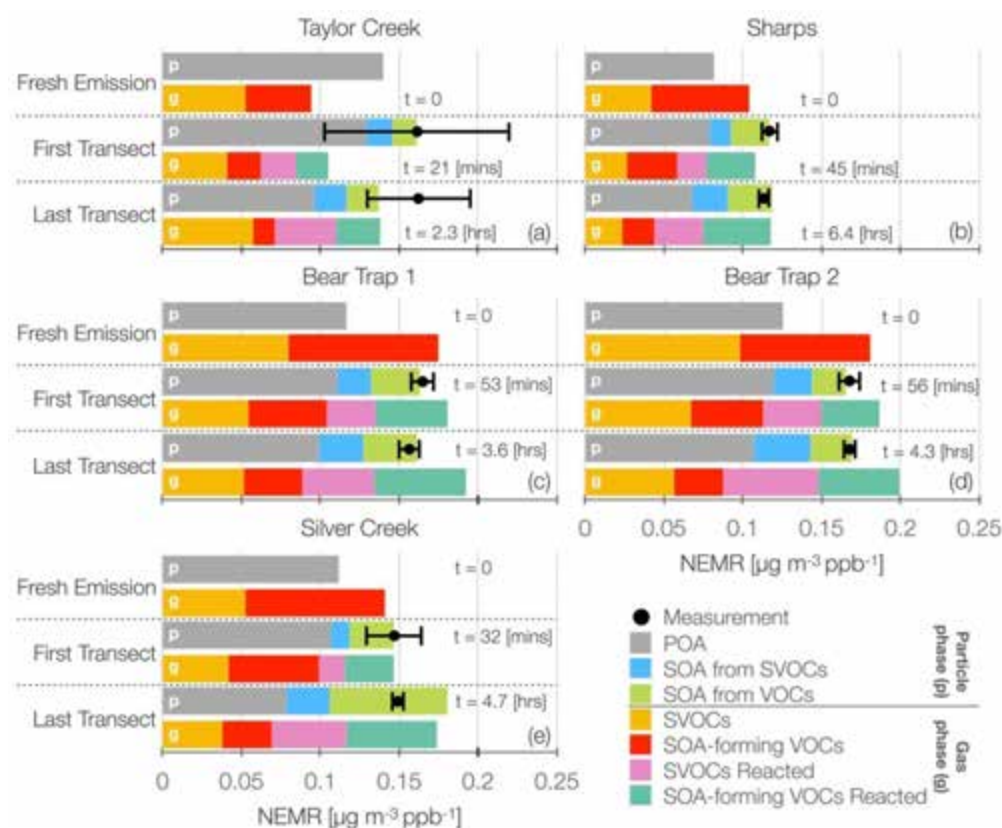 Taylor Creek
Sharps
Fresh Emission
p
g
t = 0
p
g
t = 0
First Transect
p
g
t = 21 [mins]
p
g
t = 45 [mins]
Last Transect
p
g
t = 2.3 [hrs]
(a)
p
g
t = 6.4 [hrs]
(b)
Bear Trap 1
Bear Trap 2
Fresh Emission
p
g
t = 0
p
g
t = 0
First Transect
p
g
t = 53 [mins]
p
g
t = 56 [mins]
Last Transect
p
g
t = 3.6 [hrs]
(c)
p
g
t = 4.3 [hrs]
(d)
0 0.05 0.1 0.15 0.2 0.25
NEMR [µg m⁻³ ppb⁻¹]
Silver Creek
Fresh Emission
p
g
t = 0
First Transect
p
g
t = 32 [mins]
Last Transect
p
g
t = 4.7 [hrs]
(e)
0 0.05 0.1 0.15 0.2 0.25
NEMR [µg m⁻³ ppb⁻¹]
Measurement
POA
SOA from SVOCs
SOA from VOCs
SVOCs
SOA-forming VOCs
SVOCs Reacted
SOA-forming VOCs Reacted
Particle
phase (p)
Gas
phase (g)